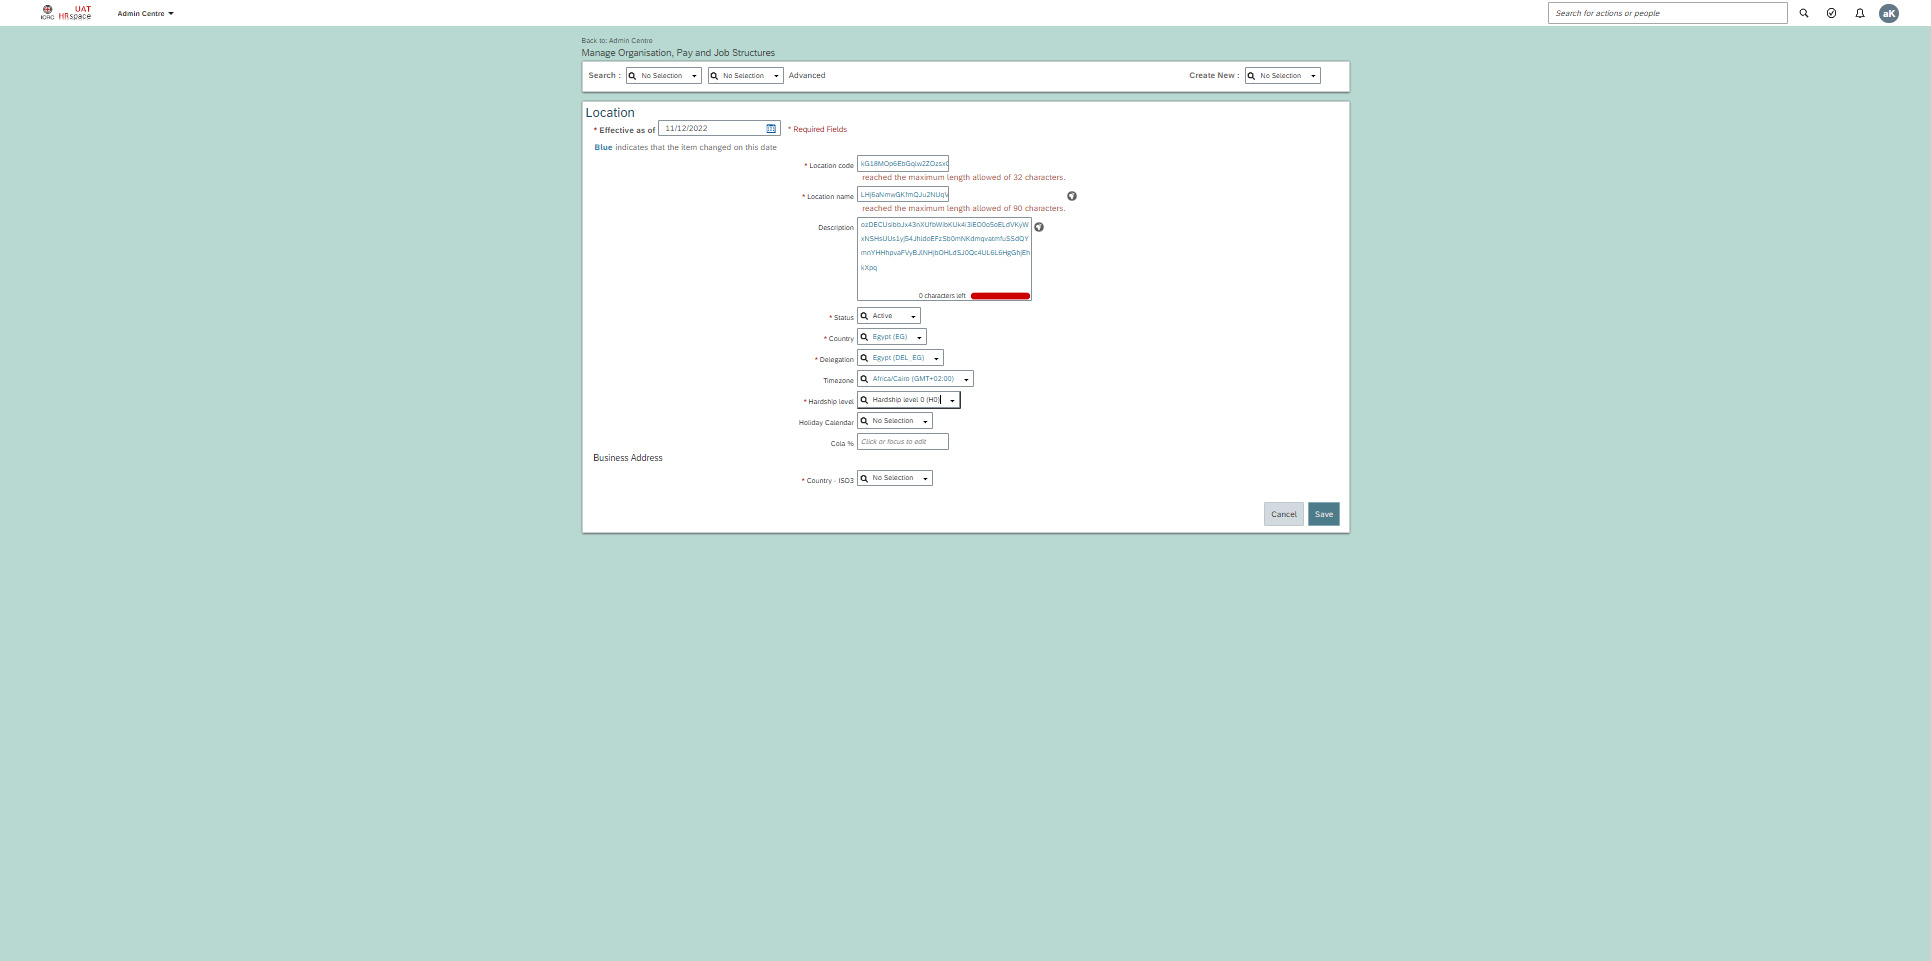 ICRC
UAT
HRspace
Admin Centre
Search for actions or people
aK
Back to: Admin Centre
Manage Organisation, Pay and Job Structures
Search :
No Selection
No Selection
Advanced
Create New :
No Selection
Location
* Effective as of
11/12/2022
* Required Fields
Blue indicates that the item changed on this date
* Location code
reached the maximum length allowed of 32 characters.
* Location name
reached the maximum length allowed of 90 characters.
Description
kXpq
0 characters left
* Status
Active
* Country
Egypt (EG)
* Delegation
Egypt (DEL_EG)
Timezone
Africa/Cairo (GMT+02:00)
* Hardship level
Hardship level 0 (H0)
Holiday Calendar
No Selection
Cola %
Click or focus to edit
Business Address
* Country - ISO3
No Selection
Cancel
Save